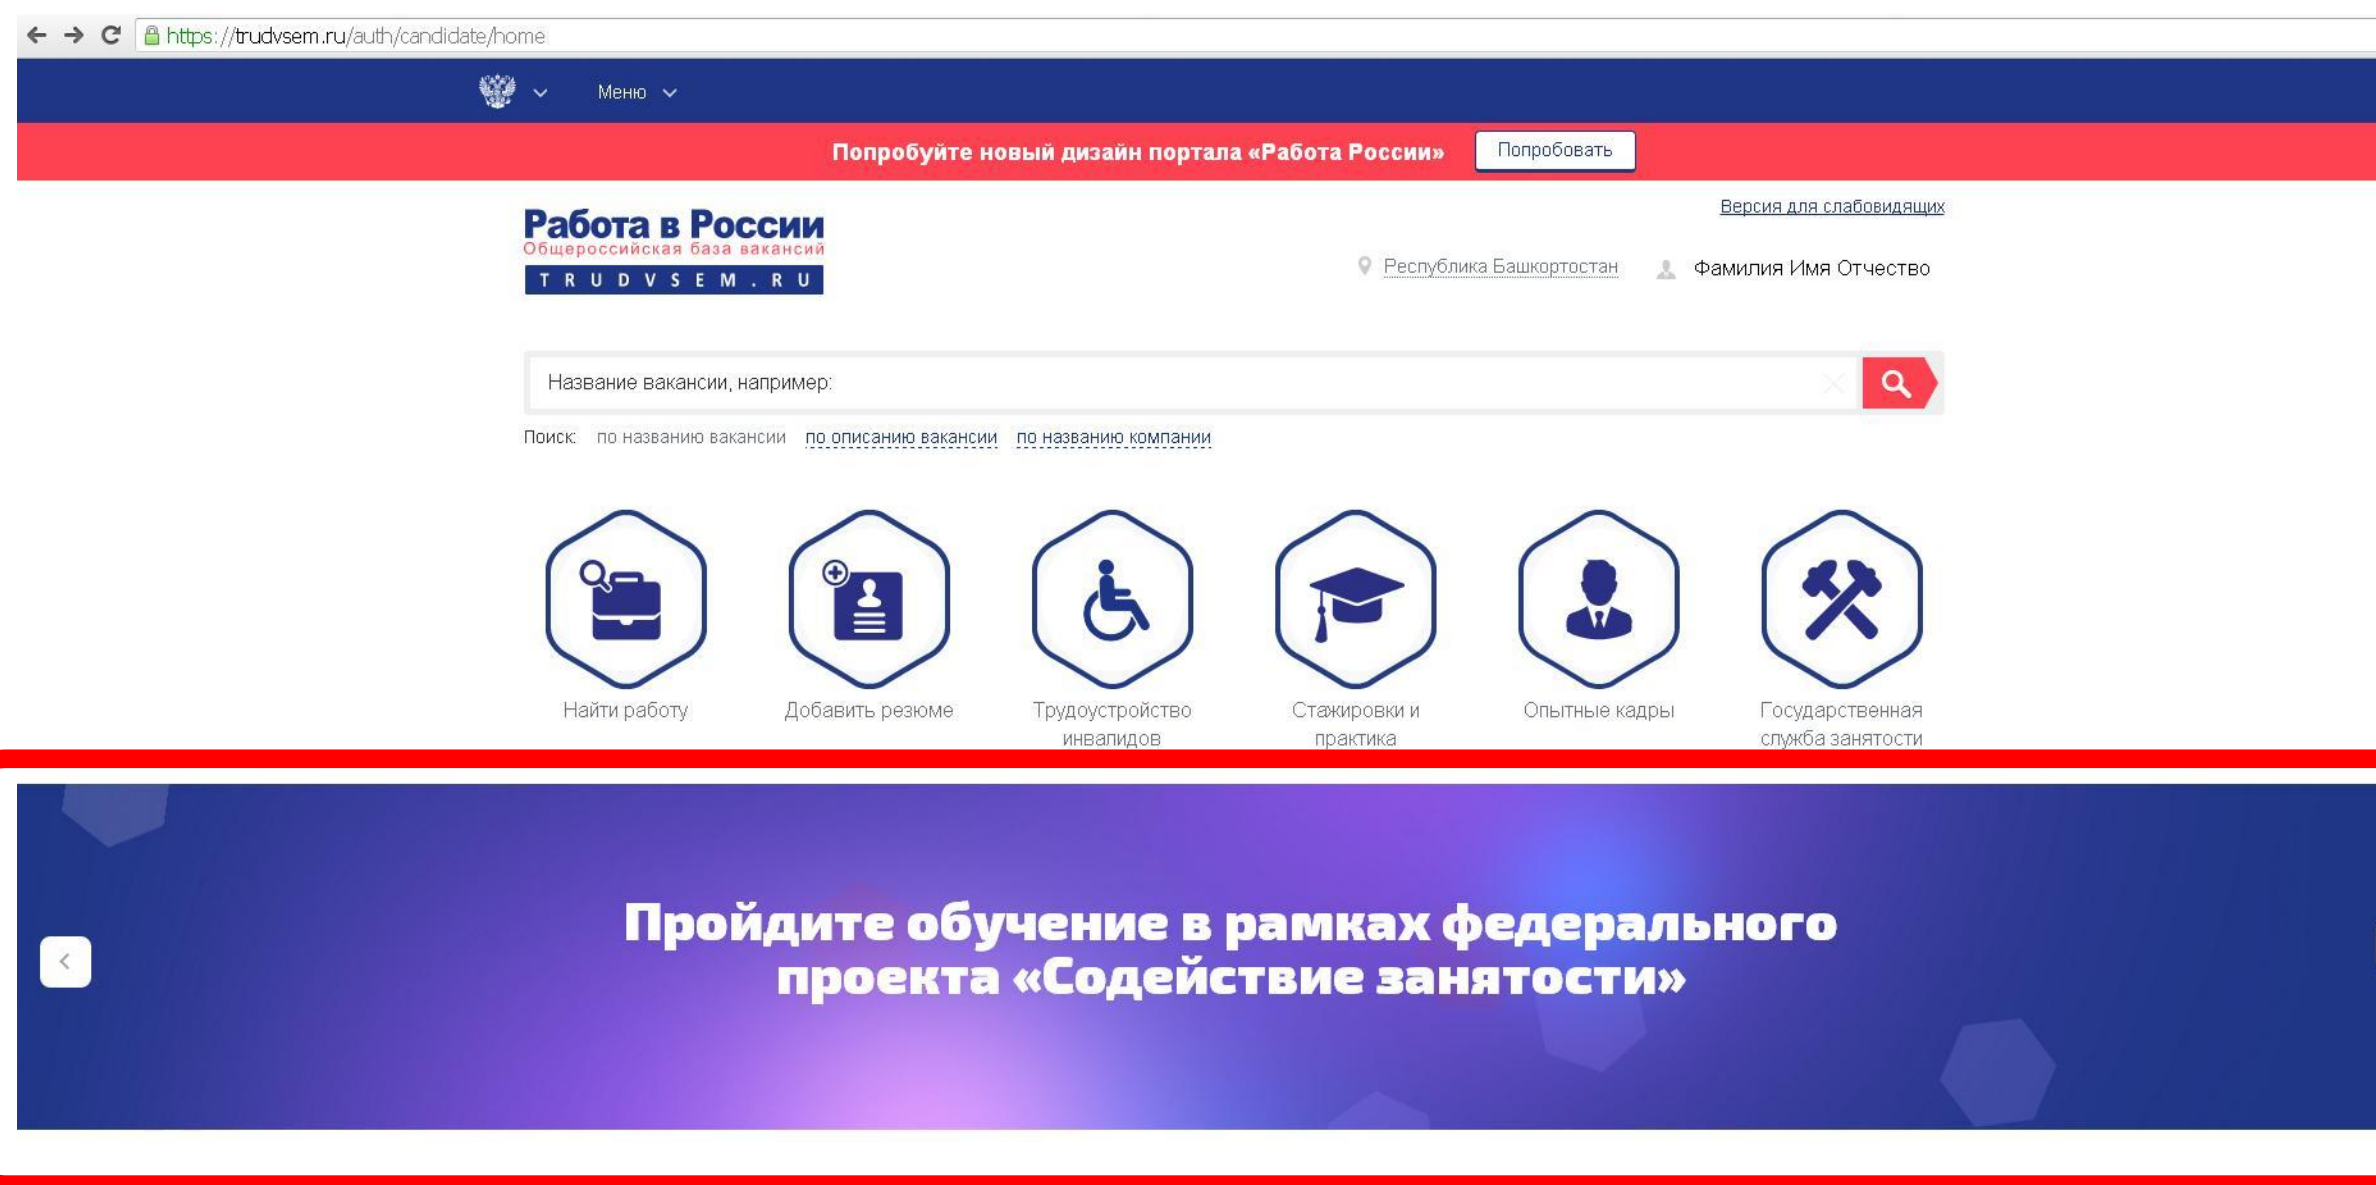 https://trudvsem.ru/auth/candidate/home
Меню
Попробуйте новый дизайн портала «Работа России» Попробовать
Версия для слабовидящих
Работа в России
Общероссийская база вакансий
TRUDVSEM.RU
Республика Башкортостан Фамилия Имя Отчество
Название вакансии, например:
Поиск: по названию вакансии по описанию вакансии по названию компании
Найти работу Добавить резюме Трудоустройство инвалидов Стажировки и практика Опытные кадры Государственная служба занятости
Пройдите обучение в рамках федерального
проекта «Содействие занятости»